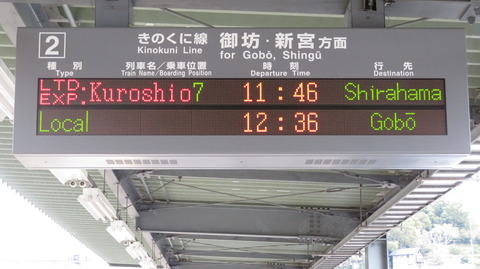 2 きのくに線 御坊・新宮方面
Kinokuni Line for Gobō, Shingū
種別 列車名/乗車位置 時刻 行先
Type Train Name/Boarding Position Departure Time Destination
LTD. EXP. Kuroshio 7 11:46 Shirahama
Local 12:36 Gobō